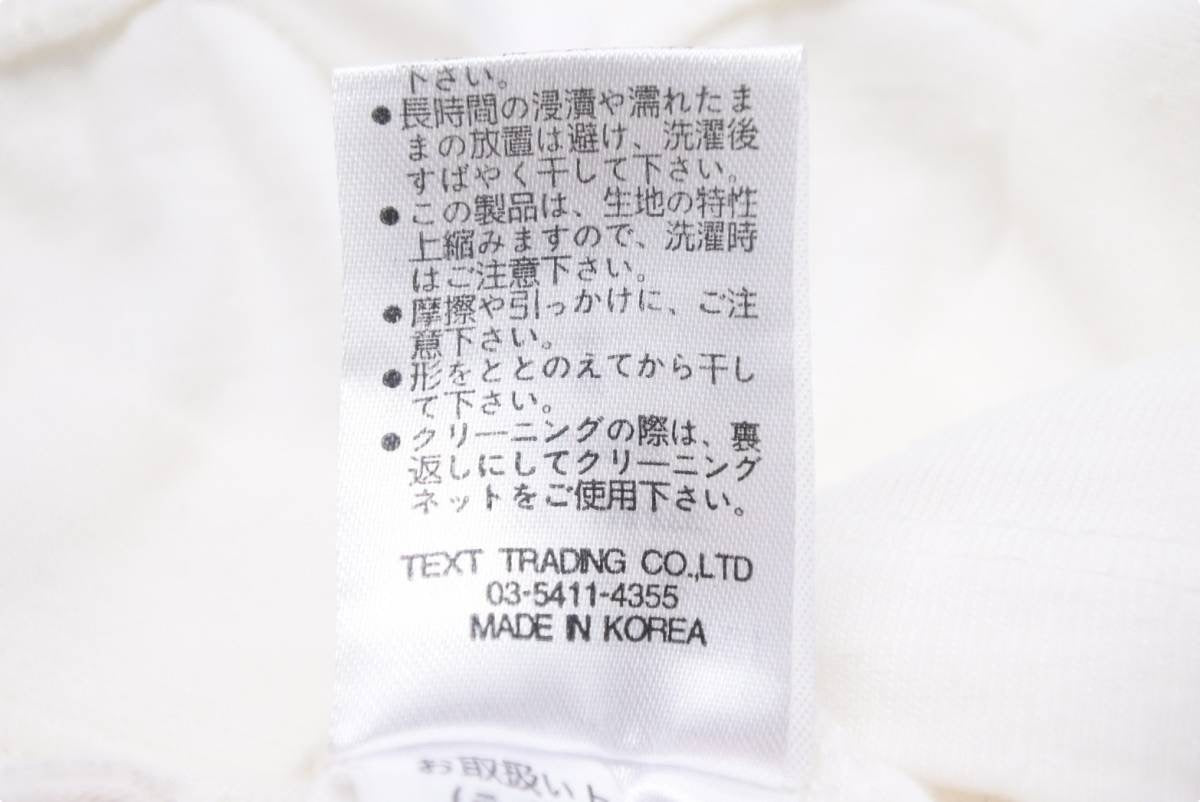 下さい。
●長時間の浸漬や濡れたま
まの放置は避け、洗濯後
すばやく干して下さい。
●この製品は、生地の特性
上縮みますので、洗濯時
はご注意下さい。
●摩擦や引っかけに、ご注
意下さい。
●形をととのえてから干し
て下さい。
●クリーニングの際は、裏
返しにしてクリーニング
ネットをご使用下さい。
TEXT TRADING CO.,LTD
03-5411-4355
MADE IN KOREA
お取扱い上